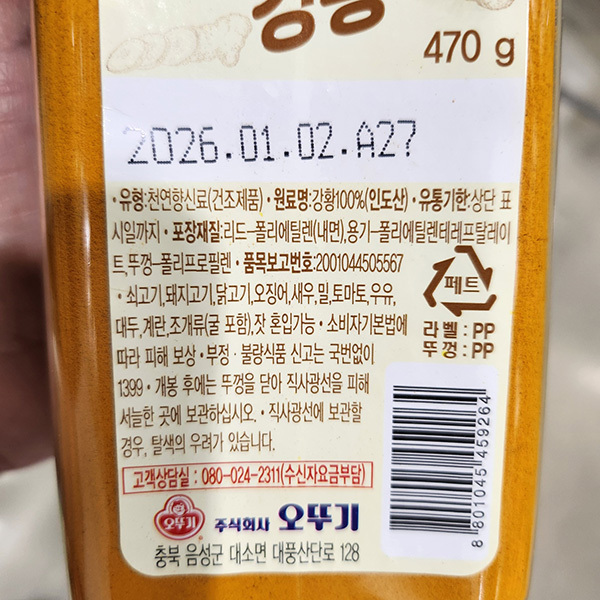 강황
470 g
2026.01.02.A27
• 유형:천연향신료(건조제품) • 원료명:강황100%(인도산) • 유통기한:상단 표
시일까지 • 포장재질:리드-폴리에틸렌(내면),용기-폴리에틸렌테레프탈레이
트,뚜껑-폴리프로필렌 • 품목보고번호:2001044505567
• 쇠고기,돼지고기,닭고기,오징어,새우,밀,토마토,우유,
대두,계란,조개류(굴 포함),잣 혼입가능 • 소비자기본법에
따라 피해 보상 • 부정·불량식품 신고는 국번없이
1399 • 개봉 후에는 뚜껑을 닫아 직사광선을 피해
서늘한 곳에 보관하십시오. • 직사광선에 보관할
경우, 탈색의 우려가 있습니다.
페트
라벨:PP
뚜껑:PP
고객상담실 : 080-024-2311(수신자요금부담)
오뚜기 주식회사 오뚜기
충북 음성군 대소면 대풍산단로 128
8 801045 459264